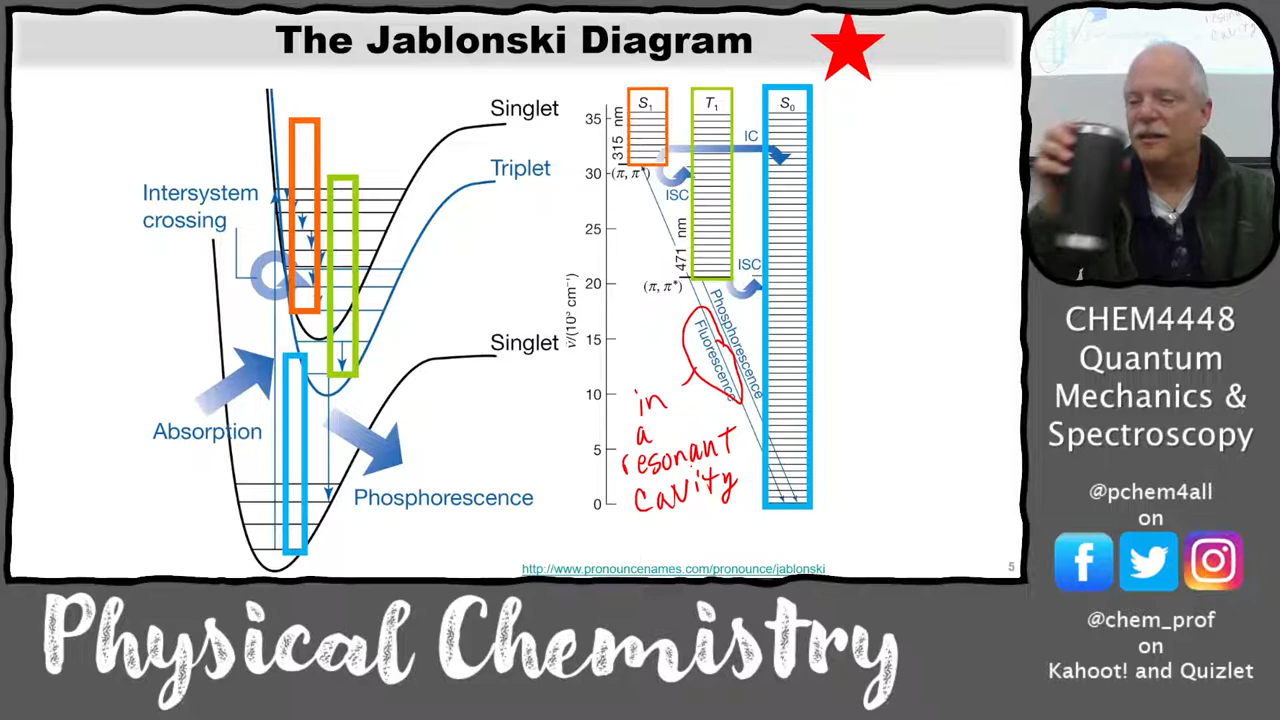 The Jablonski Diagram
Singlet
Triplet
Intersystem
crossing
Singlet
Absorption
Phosphorescence
S₁
T₁
S₀
35
30
25
20
15
10
5
0
ṽ/(10³ cm⁻¹)
315 nm
(π, π*)
IC
ISC
471 nm
(π, π*)
ISC
Phosphorescence
Fluorescence
in
a
resonant
cavity
http://www.pronouncenames.com/pronounce/jablonski
5
CHEM4448
Quantum
Mechanics &
Spectroscopy
@pchem4all
on
@chem_prof
on
Kahoot! and Quizlet
Physical Chemistry